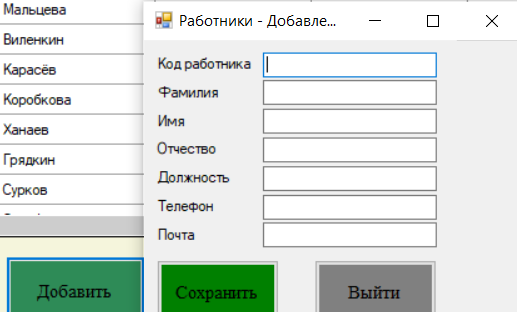 Мальцева
Виленкин
Карасёв
Коробкова
Ханаев
Грядкин
Сурков
Добавить
Работники - Добавле...
Код работника
Фамилия
Имя
Отчество
Должность
Телефон
Почта
Сохранить
Выйти